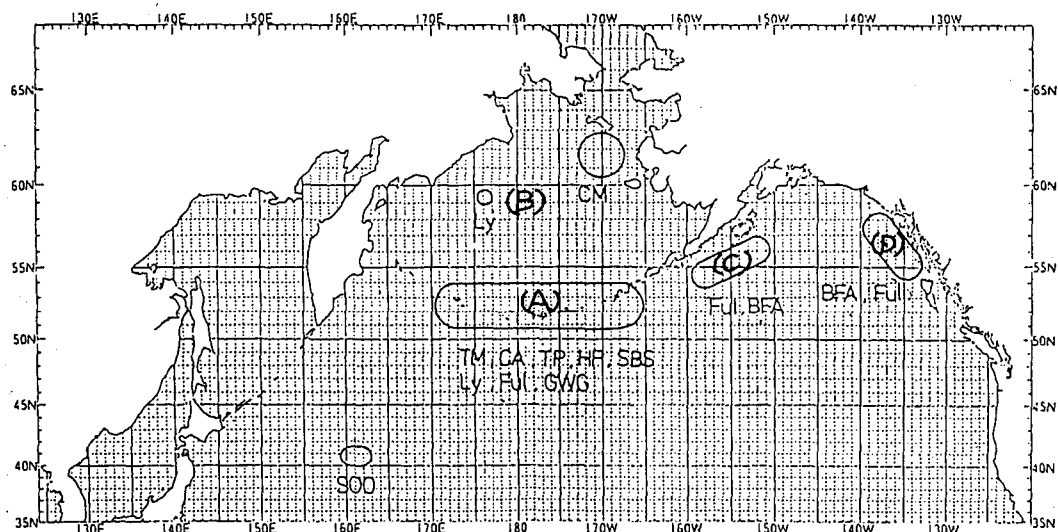 130E 140E 150E 160E 170E 180 170W 160W 150W 140W 130W
65N 65N
60N 60N
CM
(B)
Ly
(D)
(C)
55N 55N
(A)
Ful, BFA
BFA, Ful,
50N 50N
TM, CA, TP, HP, SBS
Ly, Ful, GWG
45N 45N
40N 40N
SOO
35N 35N
130E 140E 150E 160E 170E 180 170W 160W 150W 140W 130W